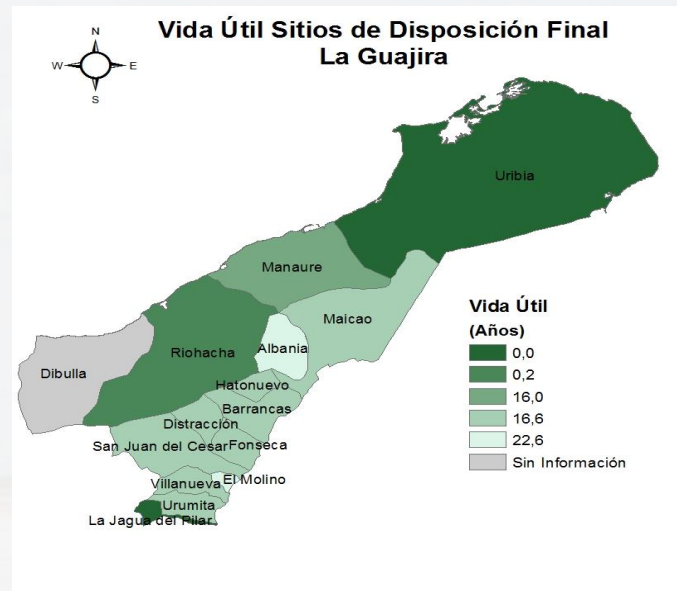 Vida Útil Sitios de Disposición Final
La Guajira
N
W E
S
Uribia
Manaure
Maicao
Riohacha
Albania
Dibulla
Hatonuevo
Barrancas
Distracción
San Juan del Cesar Fonseca
Villanueva El Molino
Urumita
La Jagua del Pilar
Vida Útil
(Años)
0,0
0,2
16,0
16,6
22,6
Sin Información